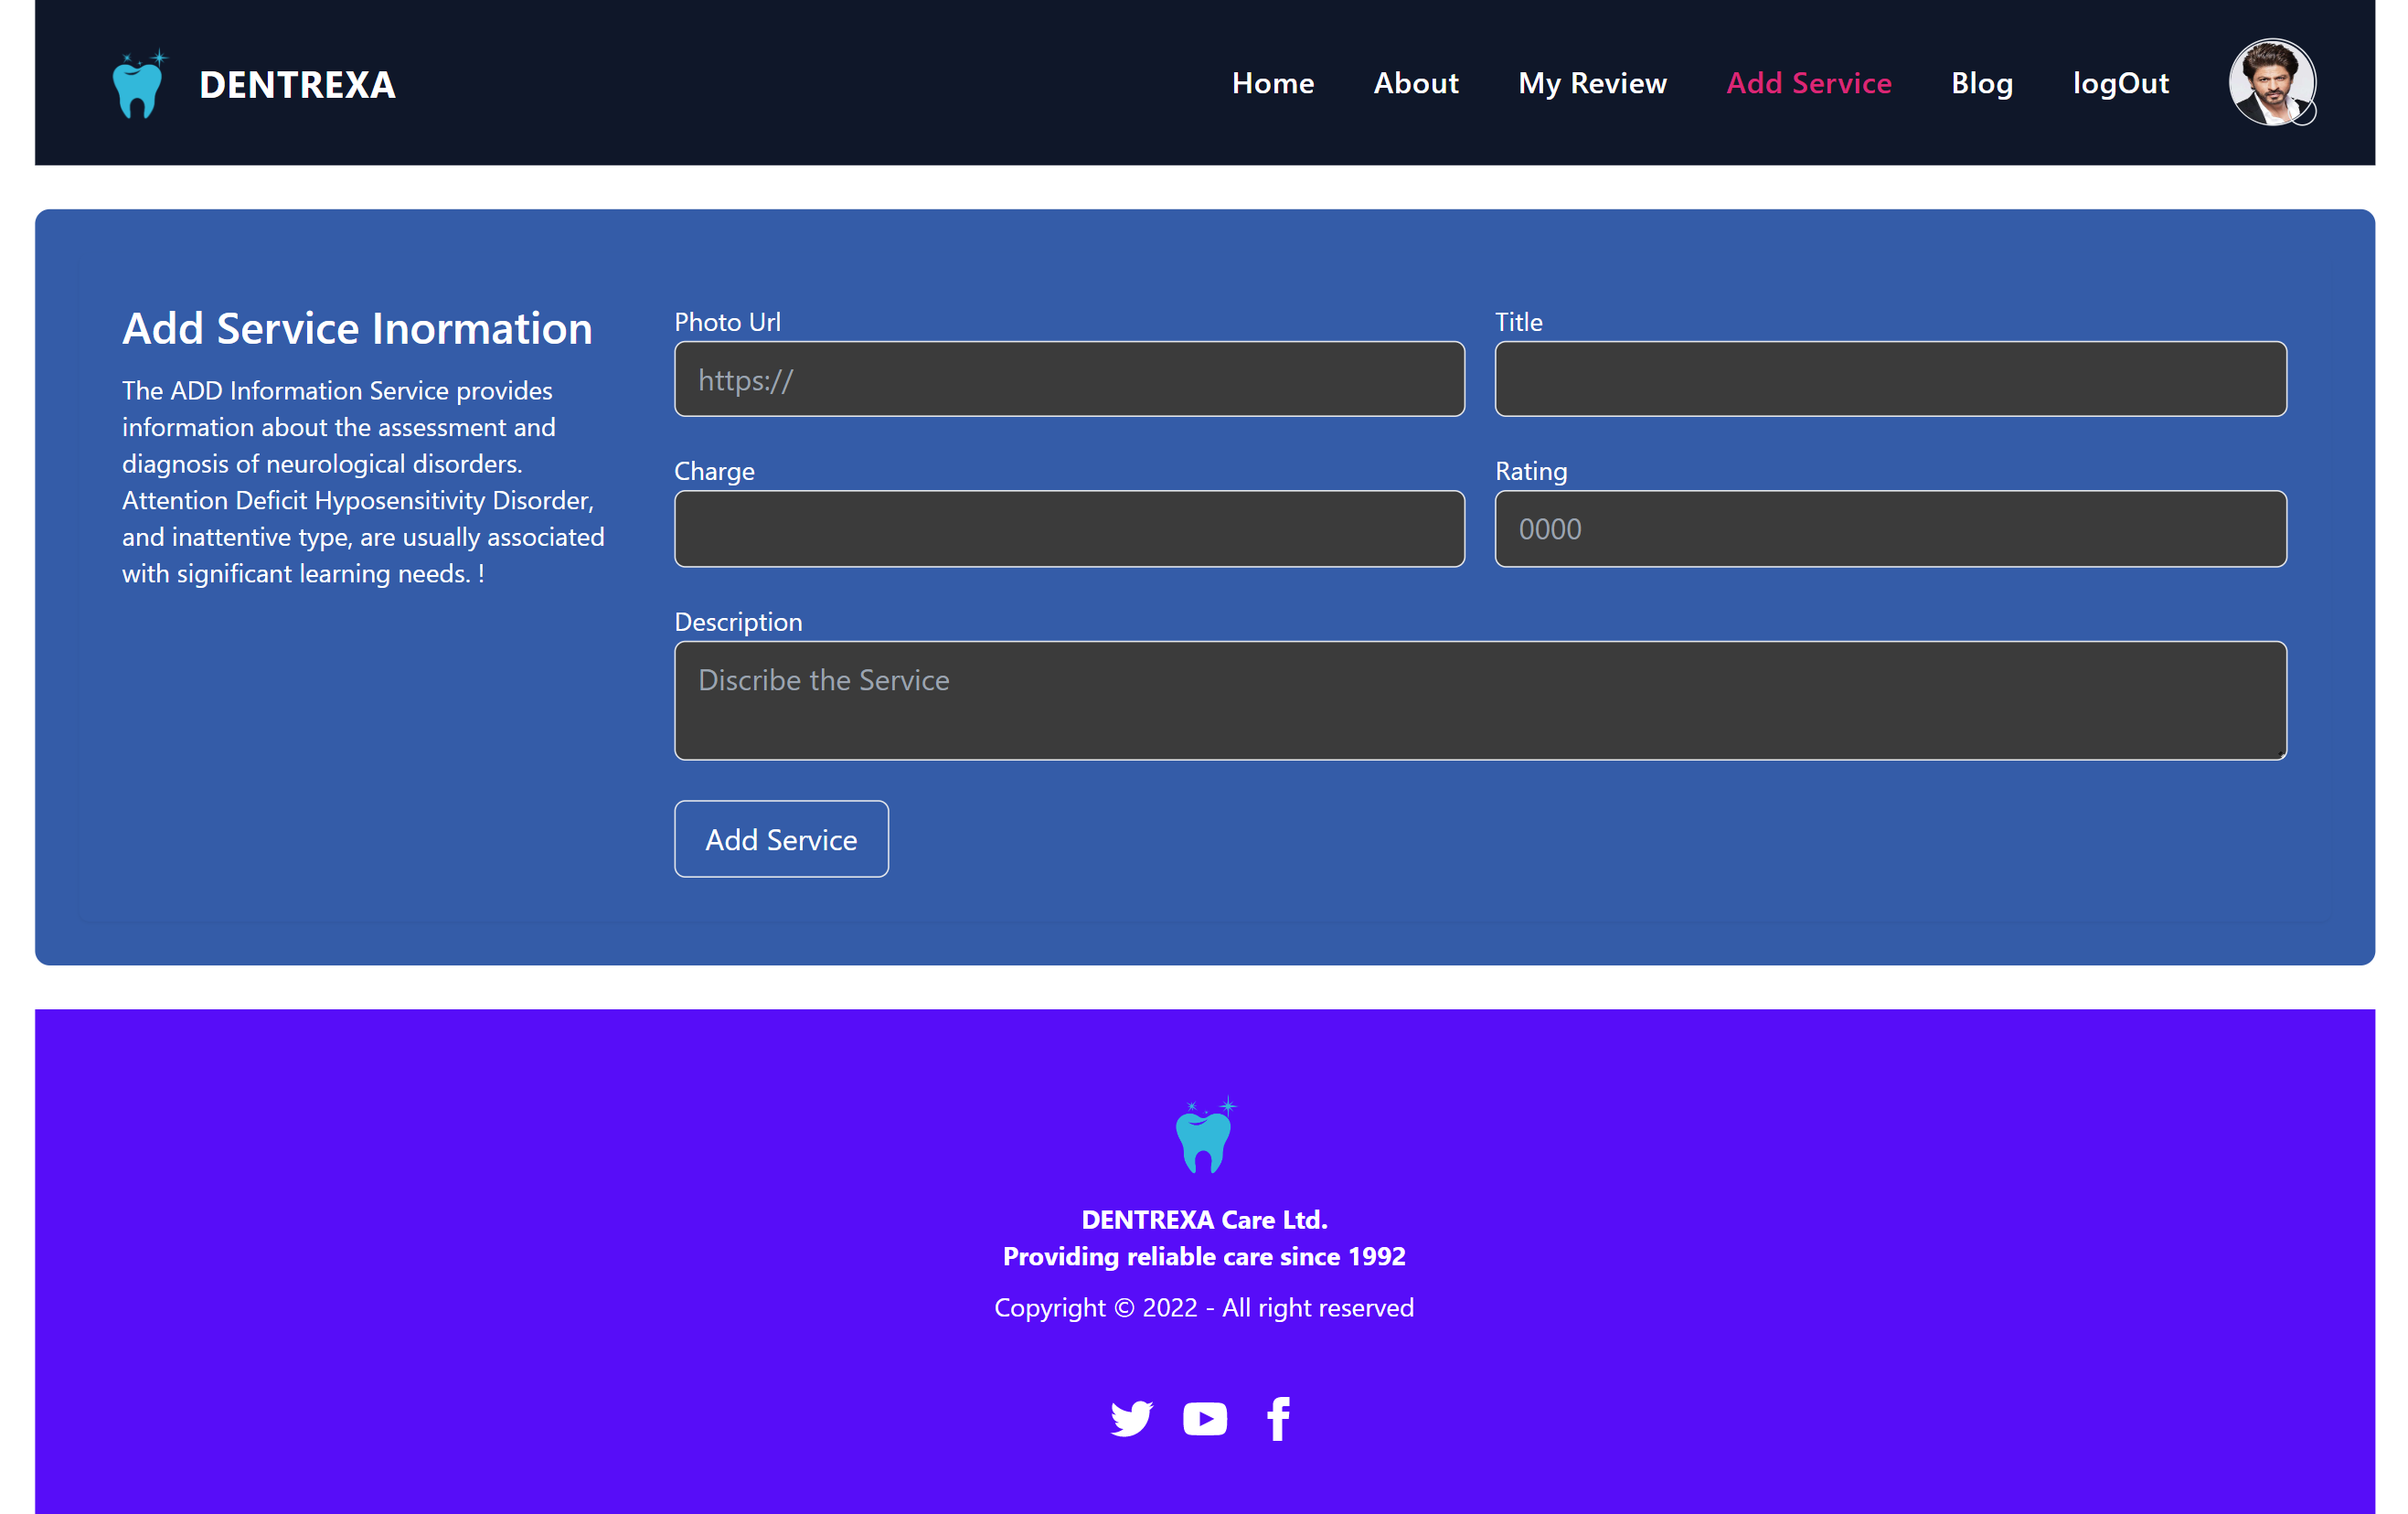 DENTREXA
Home About My Review Add Service Blog logOut
Add Service Inormation
The ADD Information Service provides
information about the assessment and
diagnosis of neurological disorders.
Attention Deficit Hyposensitivity Disorder,
and inattentive type, are usually associated
with significant learning needs. !
Photo Url
https://
Title
Charge
Rating
0000
Description
Discribe the Service
Add Service
DENTREXA Care Ltd.
Providing reliable care since 1992
Copyright © 2022 - All right reserved